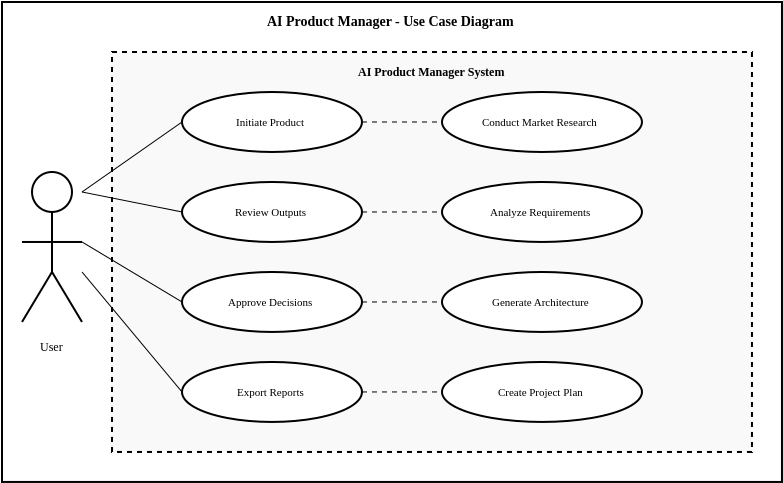 AI Product Manager - Use Case Diagram
AI Product Manager System
Initiate Product
Conduct Market Research
Review Outputs
Analyze Requirements
Approve Decisions
Generate Architecture
User
Export Reports
Create Project Plan